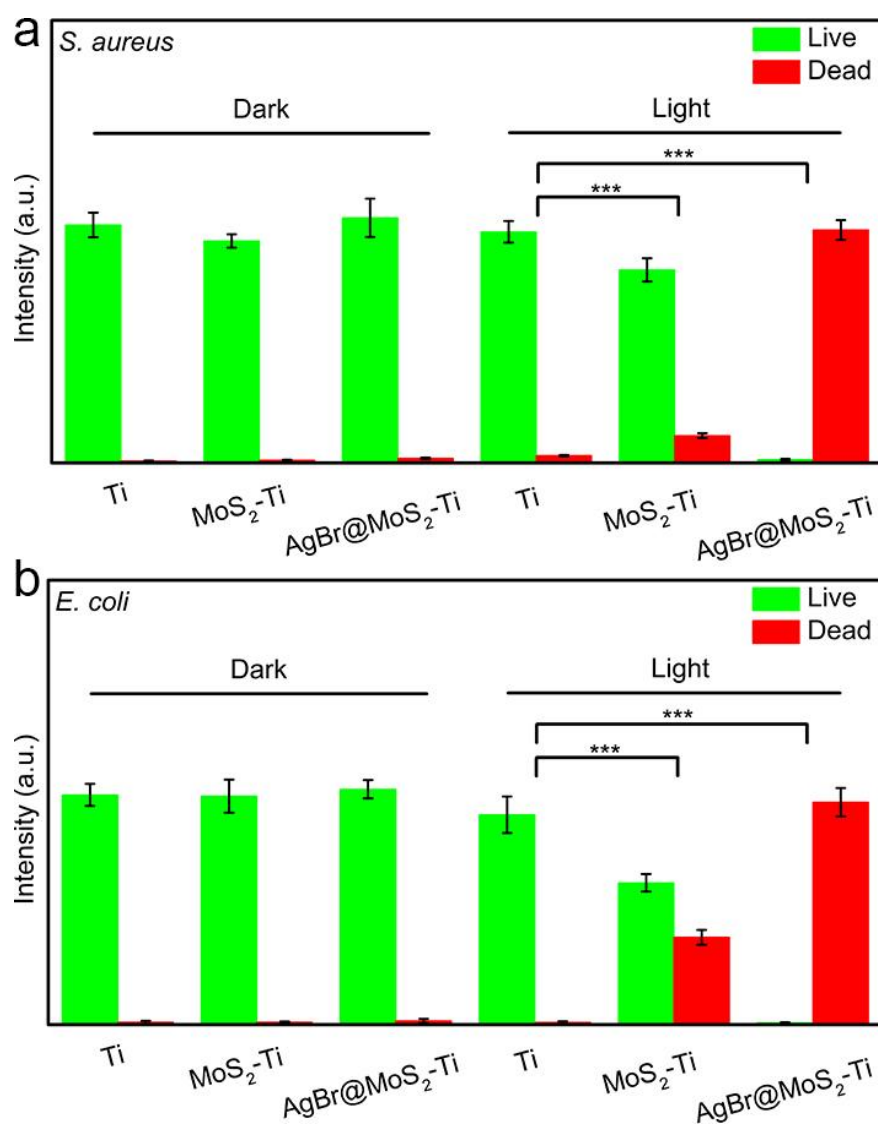 a
S. aureus
Live
Dead
Dark
Light
***
***
Intensity (a.u.)
Ti
MoS₂-Ti
AgBr@MoS₂-Ti
Ti
MoS₂-Ti
AgBr@MoS₂-Ti
b
E. coli
Live
Dead
Dark
Light
***
***
Intensity (a.u.)
Ti
MoS₂-Ti
AgBr@MoS₂-Ti
Ti
MoS₂-Ti
AgBr@MoS₂-Ti